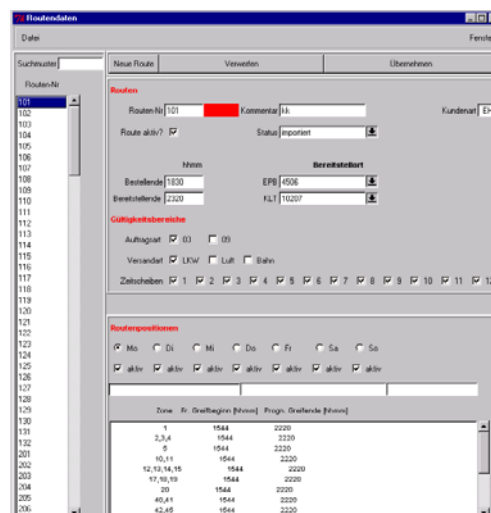 Routendaten
Datei
Fenste
Suchmuster
Neue Route
Verwerfen
Übernehmen
Routen-Nr
101
102
103
104
105
106
107
108
109
110
111
112
113
114
115
116
117
118
119
120
121
122
123
124
125
126
127
128
129
130
131
132
201
202
203
204
205
206
Routen
Routen-Nr 101 Kommentar kk Kundenart
Route aktiv? Status importiert
hhmm Bereitstellort
Bestellende 1830 EPB 4506
Bereitstellende 2320 KLT 10207
Gültigkeitsbereiche
Auftragsart 03 09
Versandart LKW Luft Bahn
Zeitscheiben 1 2 3 4 5 6 7 8 9 10 11 12
Routenpositionen
Mo Di Mi Do Fr Sa So
aktiv aktiv aktiv aktiv aktiv aktiv aktiv
Zone Fr. Greifbeginn [hhmm] Progn. Greifende [hhmm]
1 1544 2220
2,3,4 1544 2220
5 1544 2220
10,11 1544 2220
12,13,14,15 1544 2220
17,18,19 1544 2220
20 1544 2220
40,41 1544 2220
42,45 1544 2220